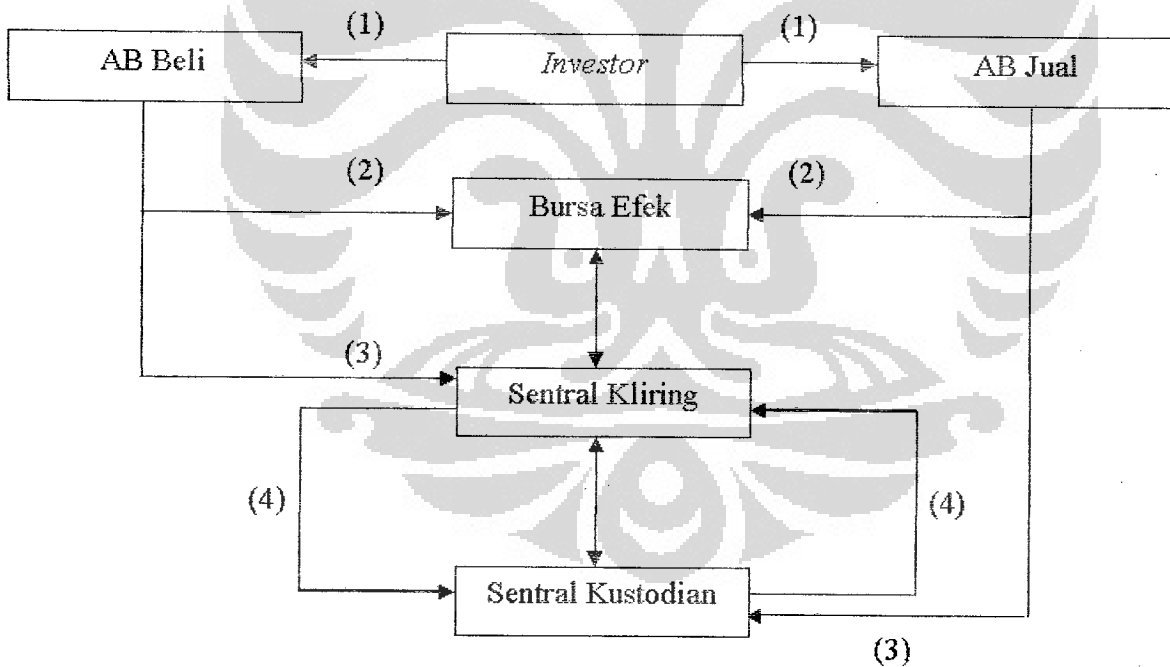 (1) (1)
AB Beli Investor AB Jual
(2) (2)
Bursa Efek
(3)
Sentral Kliring
(4) (4)
Sentral Kustodian
(3)